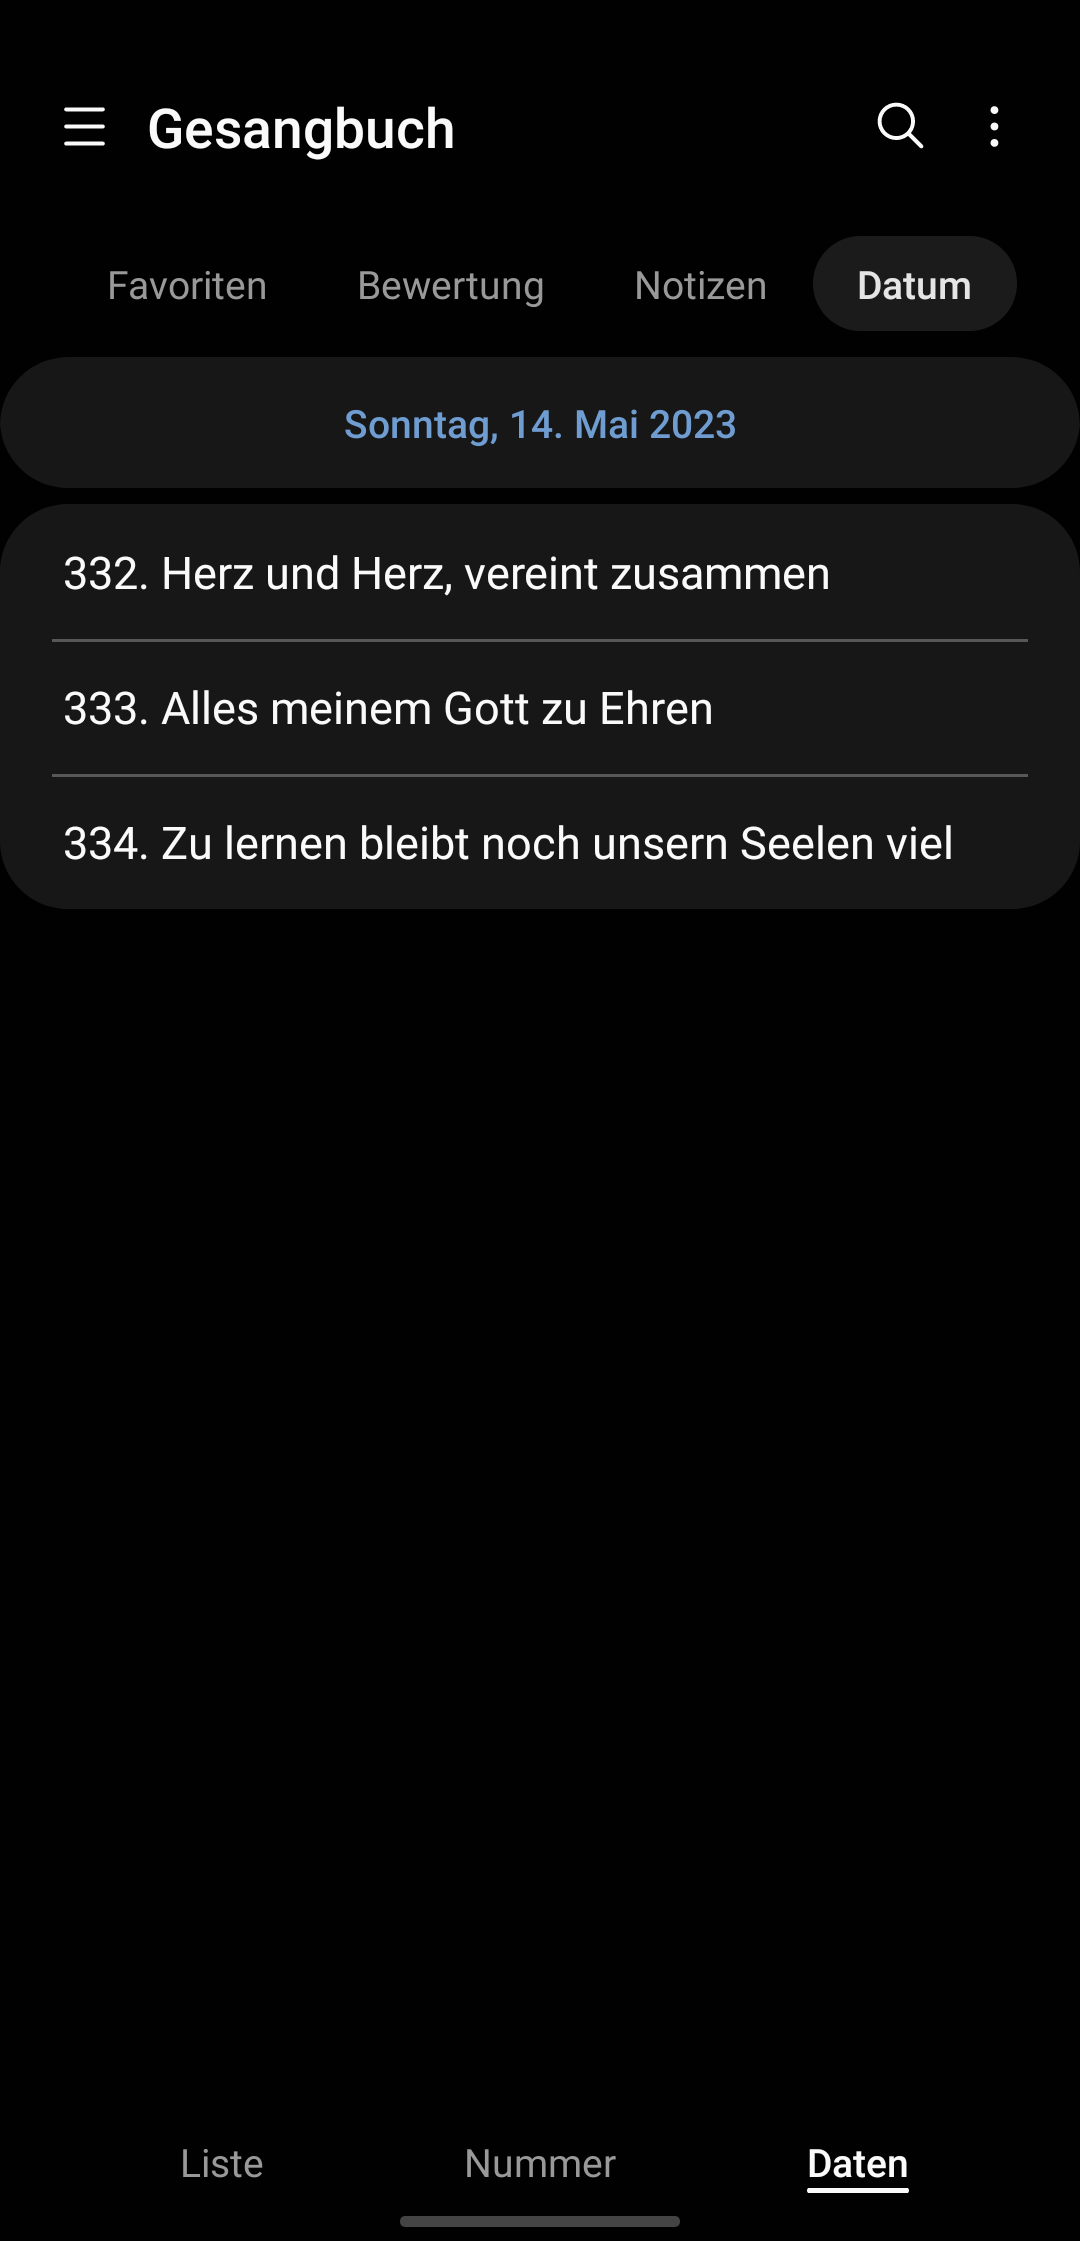 Gesangbuch
Favoriten Bewertung Notizen Datum
Sonntag, 14. Mai 2023
332. Herz und Herz, vereint zusammen
333. Alles meinem Gott zu Ehren
334. Zu lernen bleibt noch unsern Seelen viel
Liste Nummer Daten